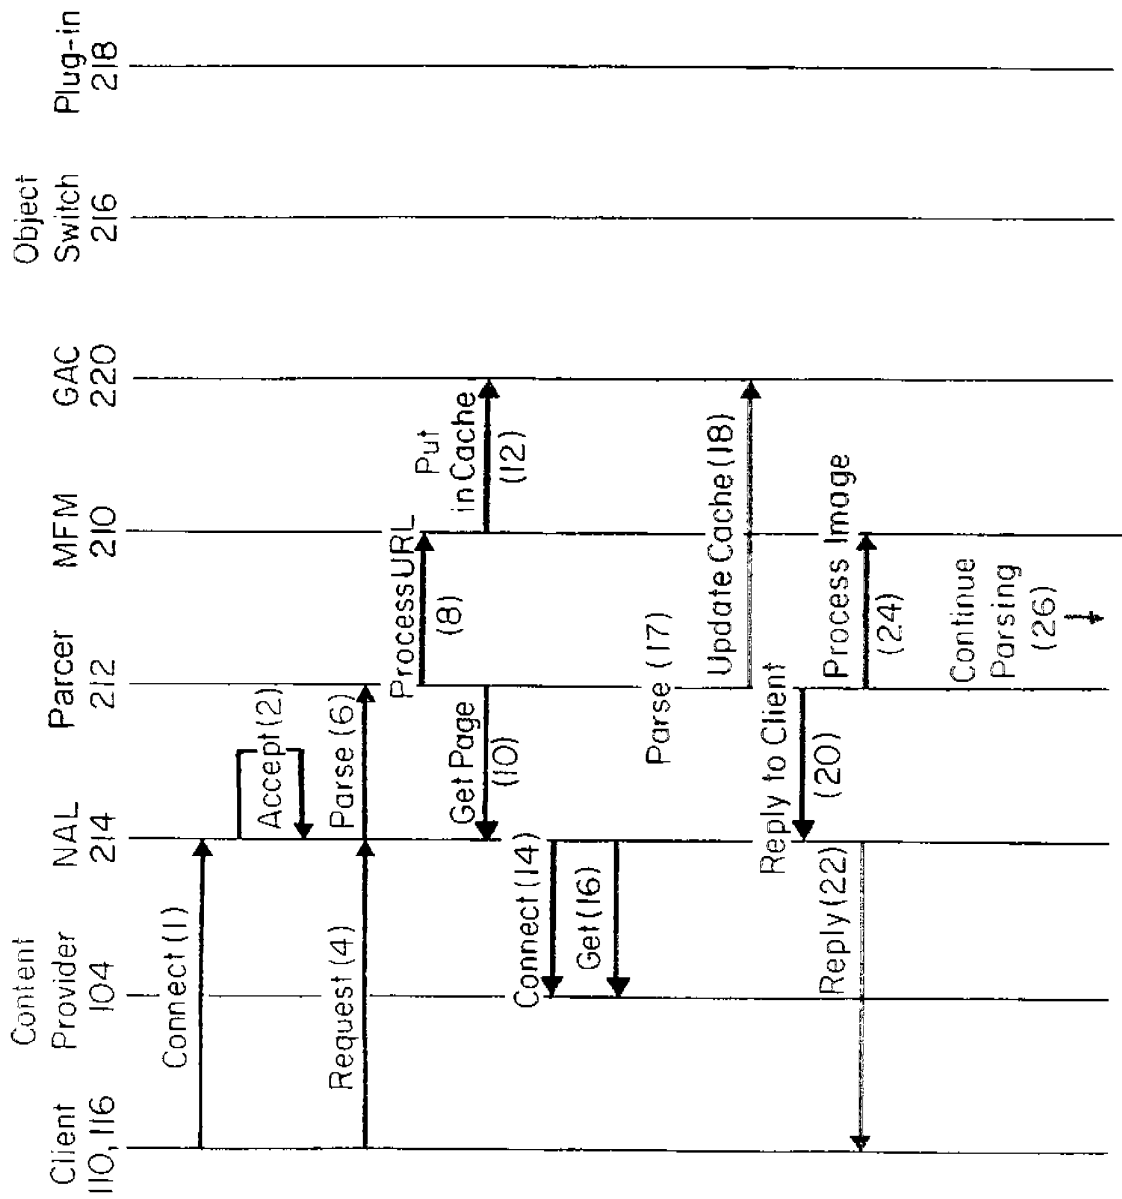 Client
110, 116
Content
Provider
104
NAL
214
Parcer
212
MFM
210
GAC
220
Object
Switch
216
Plug-in
218
Connect (1)
Accept (2)
Request (4)
Parse (6)
Process URL
(8)
Get Page
(10)
Put
in Cache
(12)
Connect (14)
Get (16)
Parse (17)
Update Cache (18)
Reply to Client
(20)
Reply (22)
Process Image
(24)
Continue
Parsing
(26)